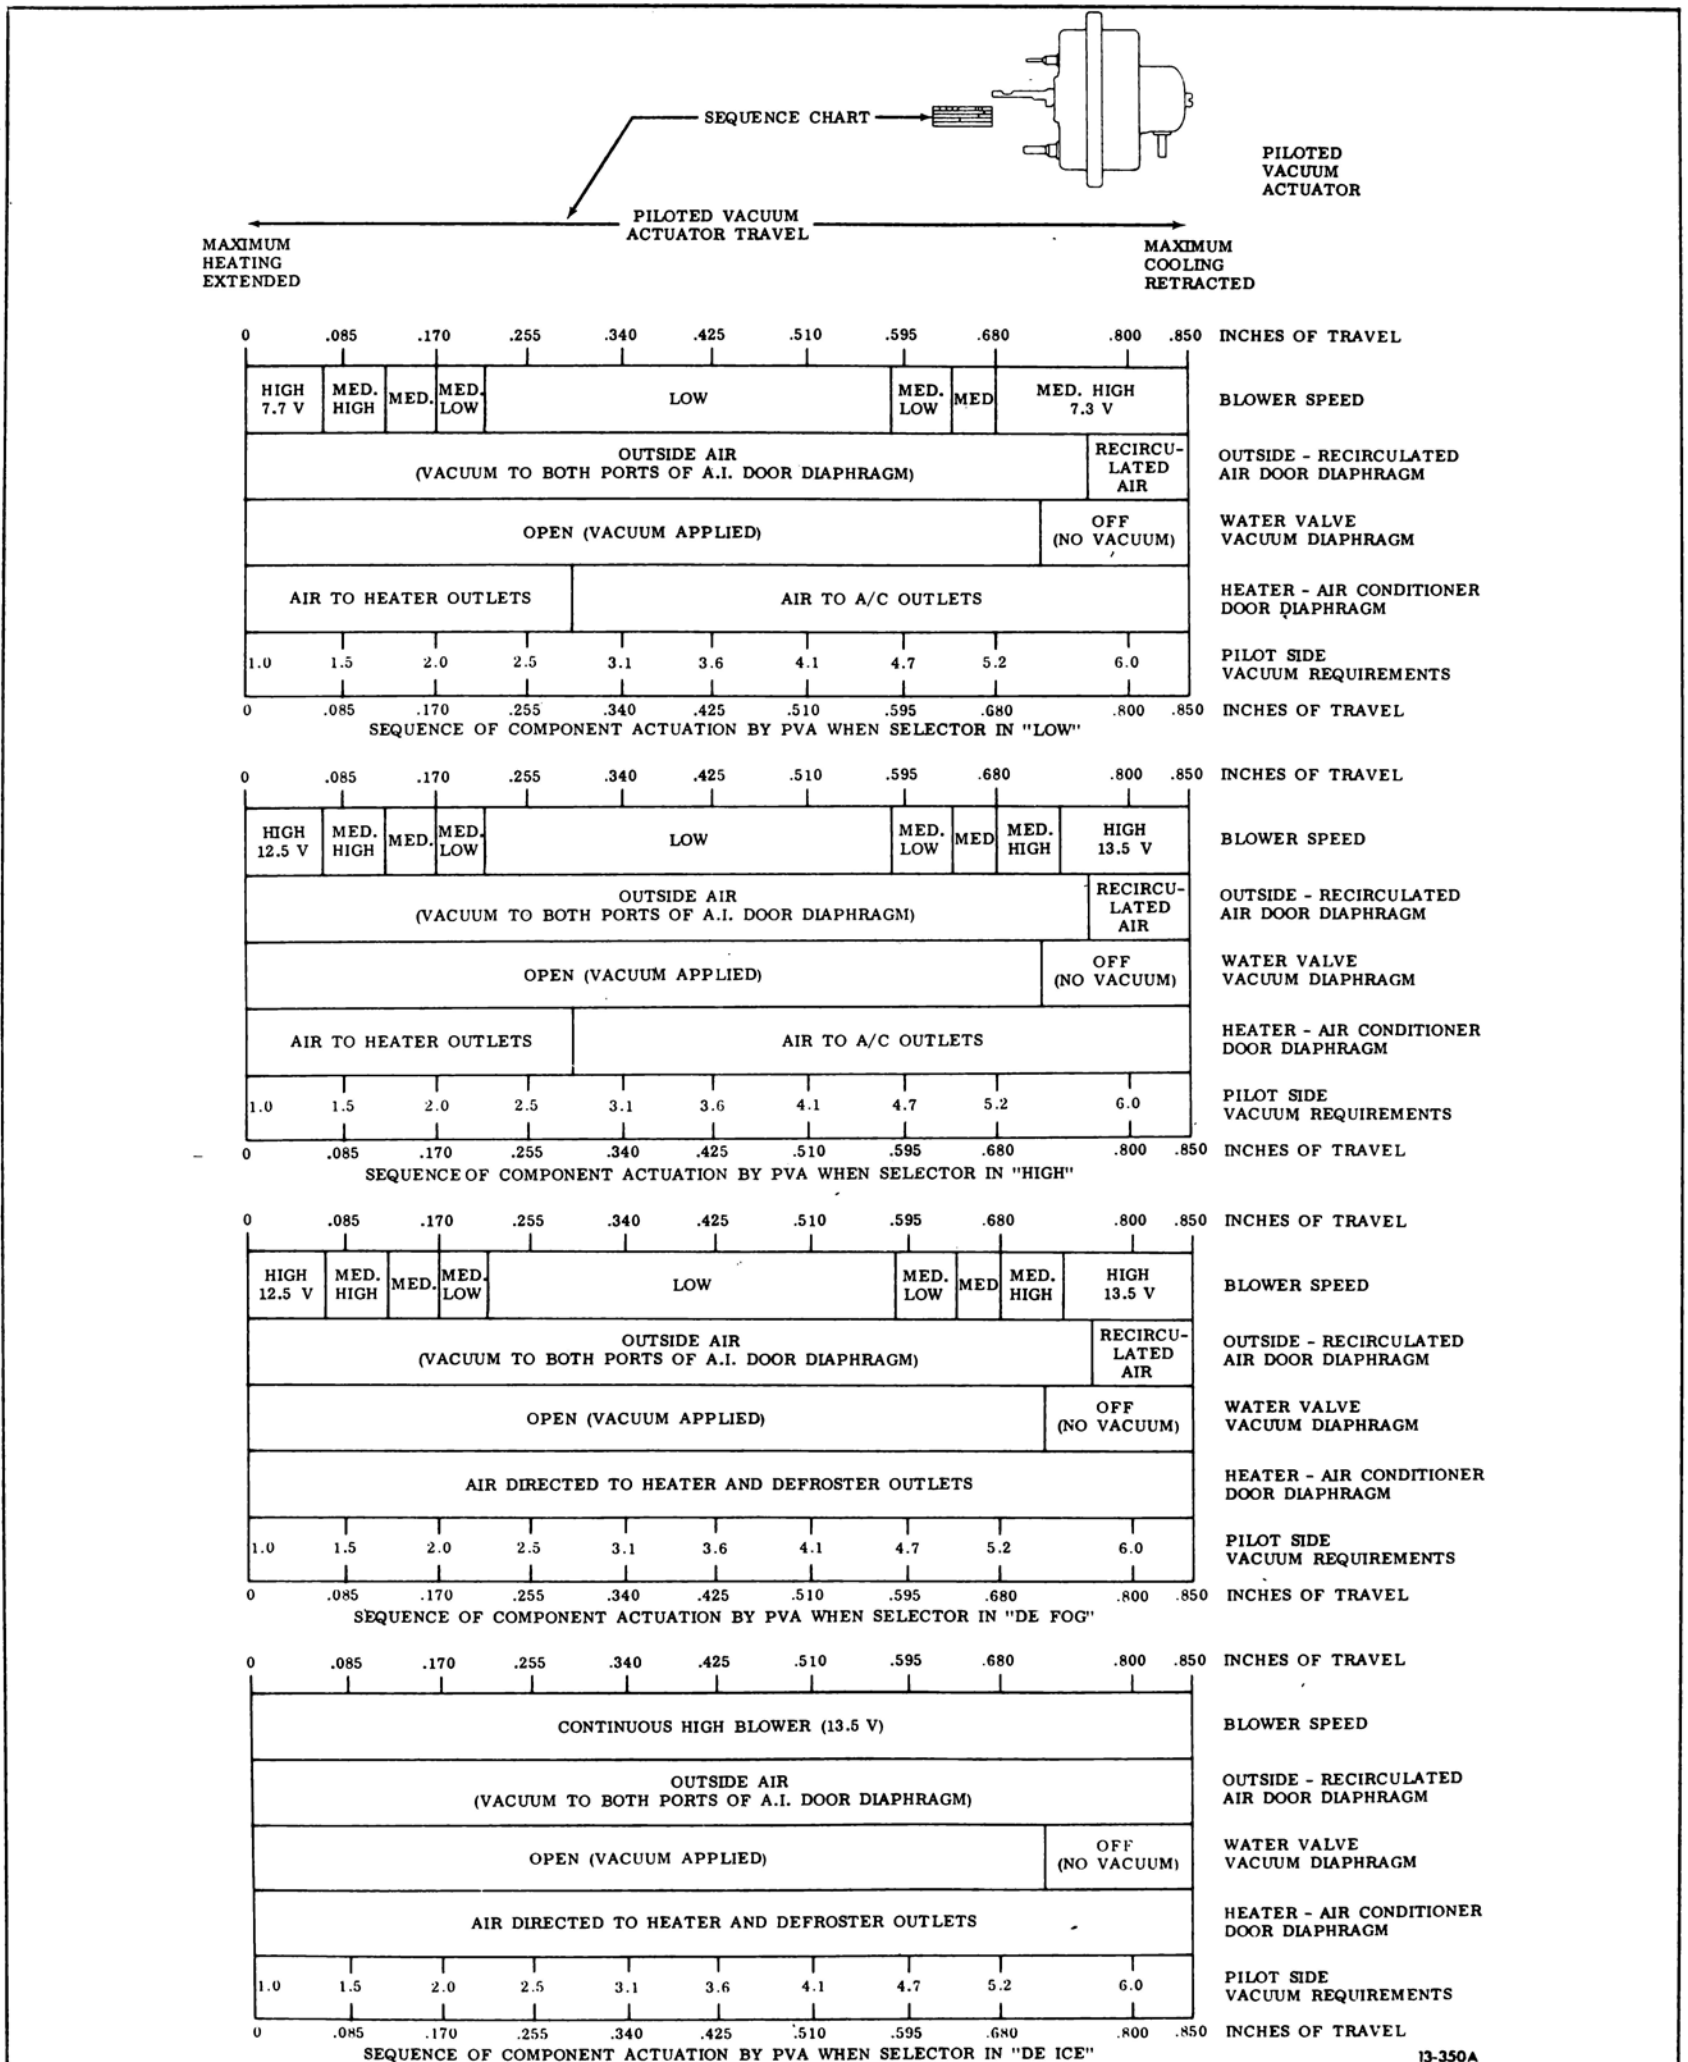 SEQUENCE CHART
PILOTED
VACUUM
ACTUATOR
PILOTED VACUUM
ACTUATOR TRAVEL
MAXIMUM
HEATING
EXTENDED
MAXIMUM
COOLING
RETRACTED
0 .085 .170 .255 .340 .425 .510 .595 .680 .800 .850 INCHES OF TRAVEL
HIGH
7.7 V
MED.
HIGH
MED.
MED.
LOW
LOW
MED.
LOW
MED
MED. HIGH
7.3 V
BLOWER SPEED
OUTSIDE AIR
(VACUUM TO BOTH PORTS OF A.I. DOOR DIAPHRAGM)
RECIRCU-
LATED
AIR
OUTSIDE - RECIRCULATED
AIR DOOR DIAPHRAGM
OPEN (VACUUM APPLIED)
OFF
(NO VACUUM)
WATER VALVE
VACUUM DIAPHRAGM
AIR TO HEATER OUTLETS
AIR TO A/C OUTLETS
HEATER - AIR CONDITIONER
DOOR DIAPHRAGM
1.0 1.5 2.0 2.5 3.1 3.6 4.1 4.7 5.2 6.0
PILOT SIDE
VACUUM REQUIREMENTS
0 .085 .170 .255 .340 .425 .510 .595 .680 .800 .850 INCHES OF TRAVEL
SEQUENCE OF COMPONENT ACTUATION BY PVA WHEN SELECTOR IN "LOW"
0 .085 .170 .255 .340 .425 .510 .595 .680 .800 .850 INCHES OF TRAVEL
HIGH
12.5 V
MED.
HIGH
MED.
MED.
LOW
LOW
MED.
LOW
MED
MED.
HIGH
HIGH
13.5 V
BLOWER SPEED
OUTSIDE AIR
(VACUUM TO BOTH PORTS OF A.I. DOOR DIAPHRAGM)
RECIRCU-
LATED
AIR
OUTSIDE - RECIRCULATED
AIR DOOR DIAPHRAGM
OPEN (VACUUM APPLIED)
OFF
(NO VACUUM)
WATER VALVE
VACUUM DIAPHRAGM
AIR TO HEATER OUTLETS
AIR TO A/C OUTLETS
HEATER - AIR CONDITIONER
DOOR DIAPHRAGM
1.0 1.5 2.0 2.5 3.1 3.6 4.1 4.7 5.2 6.0
PILOT SIDE
VACUUM REQUIREMENTS
0 .085 .170 .255 .340 .425 .510 .595 .680 .800 .850 INCHES OF TRAVEL
SEQUENCE OF COMPONENT ACTUATION BY PVA WHEN SELECTOR IN "HIGH"
0 .085 .170 .255 .340 .425 .510 .595 .680 .800 .850 INCHES OF TRAVEL
HIGH
12.5 V
MED.
HIGH
MED.
MED.
LOW
LOW
MED.
LOW
MED
MED.
HIGH
HIGH
13.5 V
BLOWER SPEED
OUTSIDE AIR
(VACUUM TO BOTH PORTS OF A.I. DOOR DIAPHRAGM)
RECIRCU-
LATED
AIR
OUTSIDE - RECIRCULATED
AIR DOOR DIAPHRAGM
OPEN (VACUUM APPLIED)
OFF
(NO VACUUM)
WATER VALVE
VACUUM DIAPHRAGM
AIR DIRECTED TO HEATER AND DEFROSTER OUTLETS
HEATER - AIR CONDITIONER
DOOR DIAPHRAGM
1.0 1.5 2.0 2.5 3.1 3.6 4.1 4.7 5.2 6.0
PILOT SIDE
VACUUM REQUIREMENTS
0 .085 .170 .255 .340 .425 .510 .595 .680 .800 .850 INCHES OF TRAVEL
SEQUENCE OF COMPONENT ACTUATION BY PVA WHEN SELECTOR IN "DE FOG"
0 .085 .170 .255 .340 .425 .510 .595 .680 .800 .850 INCHES OF TRAVEL
CONTINUOUS HIGH BLOWER (13.5 V)
BLOWER SPEED
OUTSIDE AIR
(VACUUM TO BOTH PORTS OF A.I. DOOR DIAPHRAGM)
OUTSIDE - RECIRCULATED
AIR DOOR DIAPHRAGM
OPEN (VACUUM APPLIED)
OFF
(NO VACUUM)
WATER VALVE
VACUUM DIAPHRAGM
AIR DIRECTED TO HEATER AND DEFROSTER OUTLETS
HEATER - AIR CONDITIONER
DOOR DIAPHRAGM
1.0 1.5 2.0 2.5 3.1 3.6 4.1 4.7 5.2 6.0
PILOT SIDE
VACUUM REQUIREMENTS
0 .085 .170 .255 .340 .425 .510 .595 .680 .800 .850 INCHES OF TRAVEL
SEQUENCE OF COMPONENT ACTUATION BY PVA WHEN SELECTOR IN "DE ICE"
13-350A